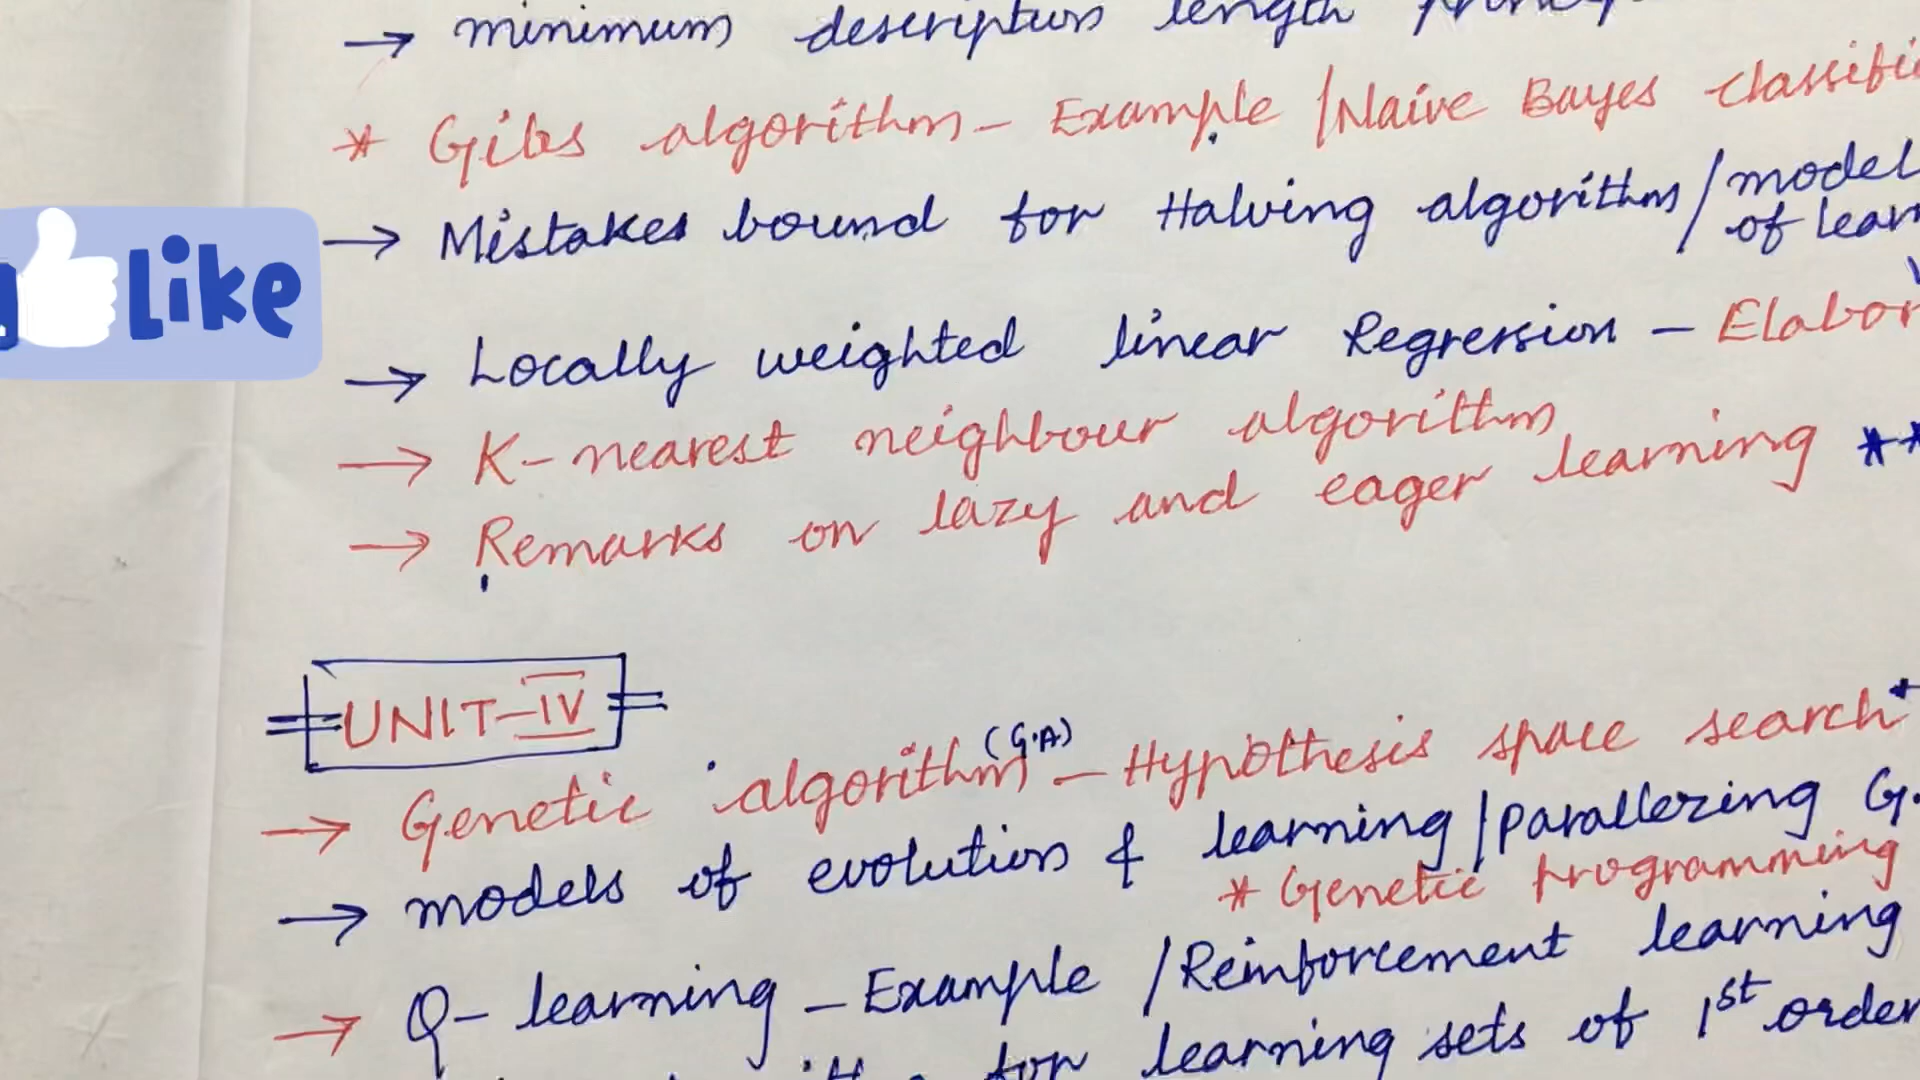 → minimum description length
* Gibs algorithm - Example / Naive Bayes
→ Mistakes bound for Halving algorithm / model
of
Like
→ Locally weighted linear Regression -
→ K-nearest neighbour algorithm
→ Remarks on lazy and eager learning **
UNIT-IV
→ Genetic algorithm (G.A) - Hypothesis space search *
→ models of evolution & learning / Parallezing G.
* Genetic programming
→ Q-learning - Example / Reinforcement learning
for learning sets of 1st order